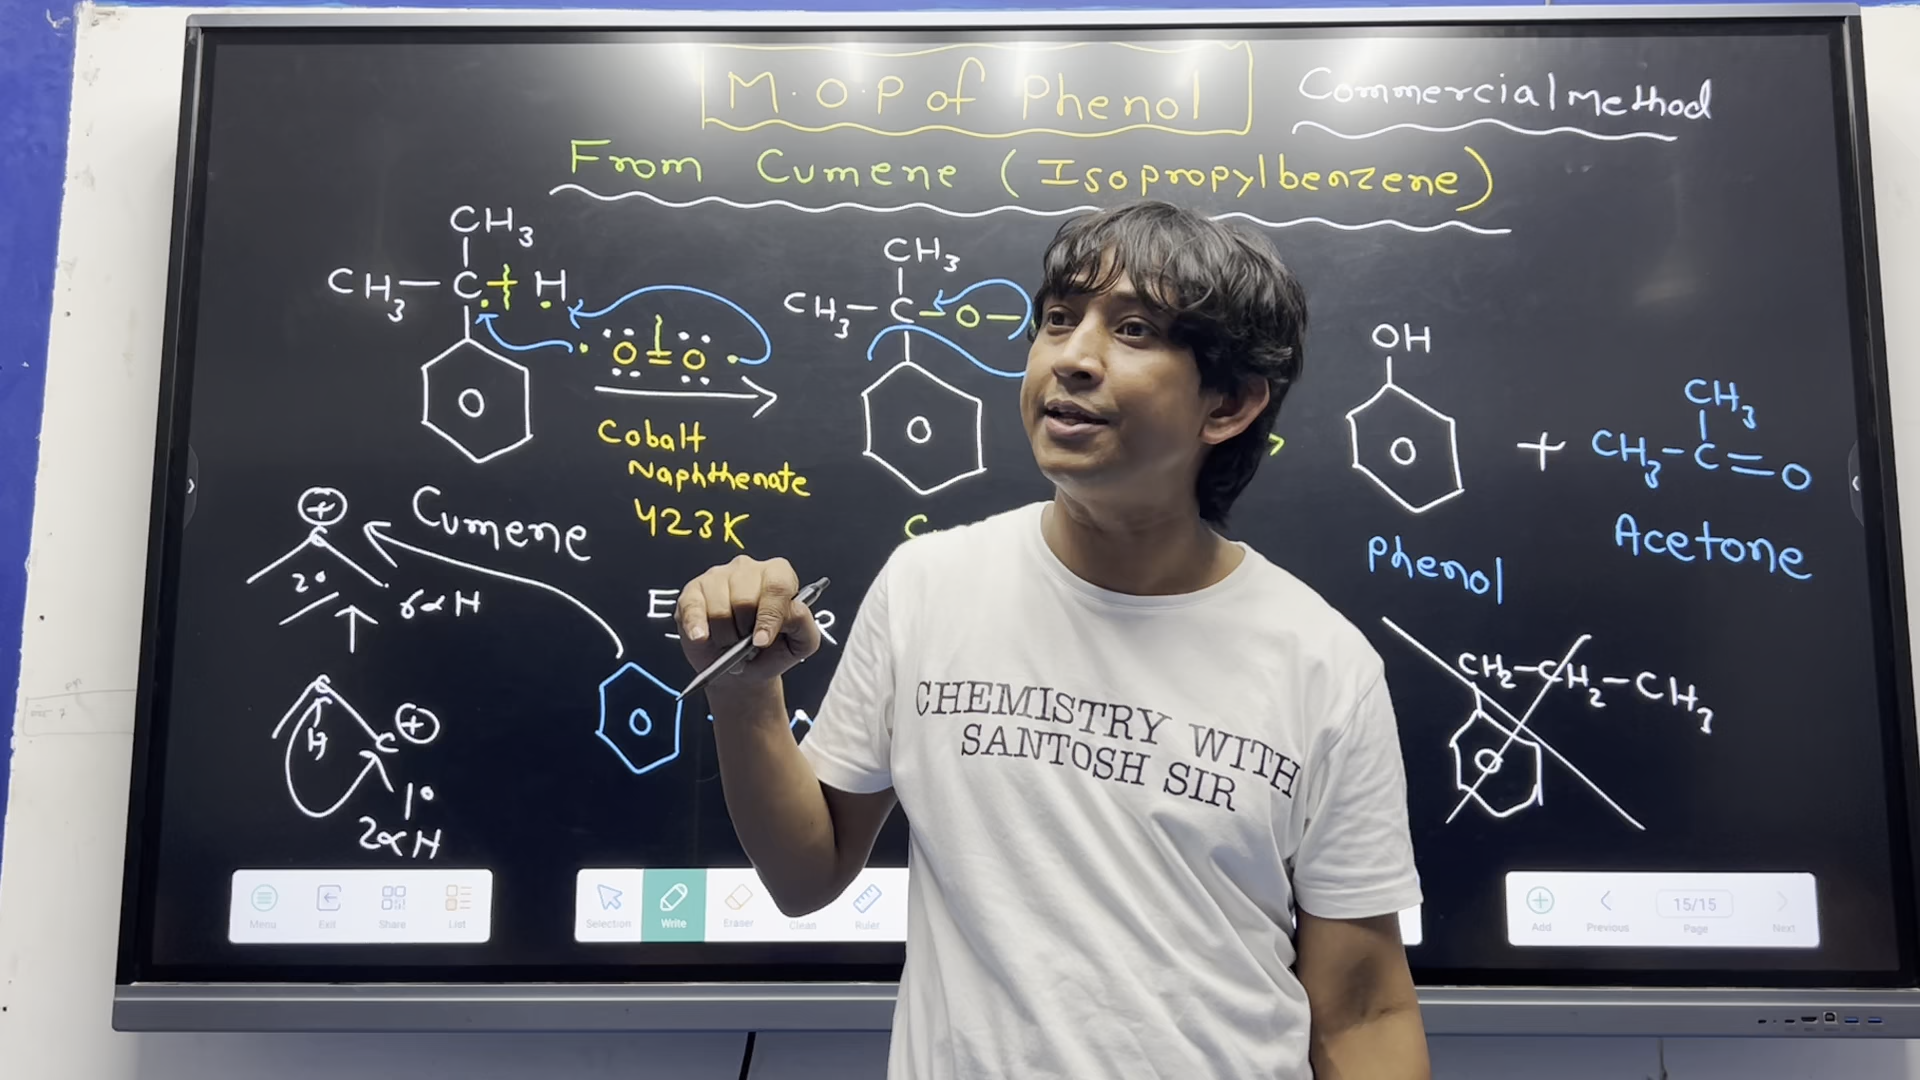 M.O.P of Phenol
Commercial Method
From Cumene (Isopropylbenzene)
CH3
CH3-C-H
O=O
Cobalt
Naphthenate
423K
Cumene
CH3
CH3-C-O-
OH
Phenol
+
CH3
CH3-C=O
Acetone
⊕
C
2°
6αH
C
H
C ⊕
1°
2αH
CH2-CH2-CH3
CHEMISTRY WITH
SANTOSH SIR
Menu
Exit
Share
List
Selection
Write
Eraser
Clean
Ruler
Add
Previous
15/15
Page
Next